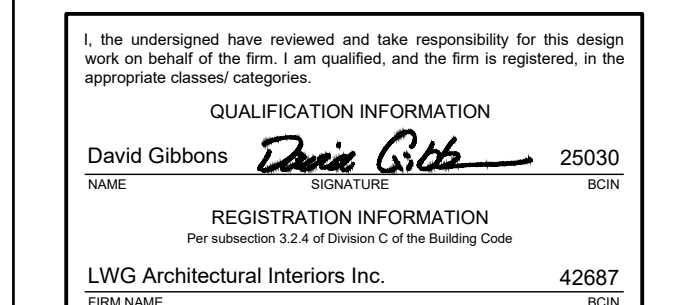 I, the undersigned have reviewed and take responsibility for this design
work on behalf of the firm. I am qualified, and the firm is registered, in the
appropriate classes/ categories.
QUALIFICATION INFORMATION
David Gibbons David Gibb 25030
NAME SIGNATURE BCIN
REGISTRATION INFORMATION
Per subsection 3.2.4 of Division C of the Building Code
LWG Architectural Interiors Inc. 42687
FIRM NAME BCIN